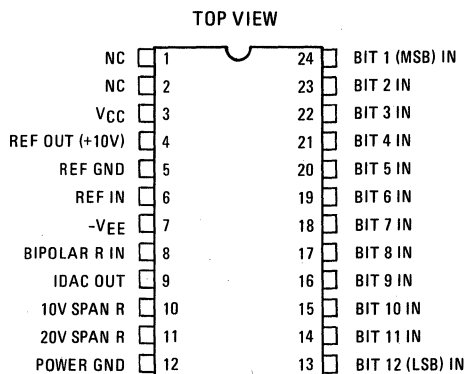 TOP VIEW
NC 1 24 BIT 1 (MSB) IN
NC 2 23 BIT 2 IN
VCC 3 22 BIT 3 IN
REF OUT (+10V) 4 21 BIT 4 IN
REF GND 5 20 BIT 5 IN
REF IN 6 19 BIT 6 IN
-VEE 7 18 BIT 7 IN
BIPOLAR R IN 8 17 BIT 8 IN
IDAC OUT 9 16 BIT 9 IN
10V SPAN R 10 15 BIT 10 IN
20V SPAN R 11 14 BIT 11 IN
POWER GND 12 13 BIT 12 (LSB) IN